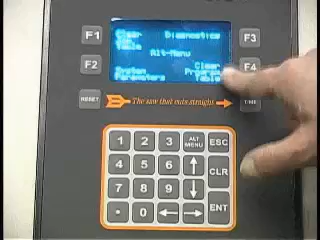 F1
Clear
Diagnostics
F3
Table
Alt-Menu
F2
Clear
F4
System
Program
Parameters
Table
RESET
The saw that cuts straight
TIME
1 2 3 ALT MENU ESC
4 5 6 ↑ CLR
7 8 9 ↓
• 0 ← → ENT